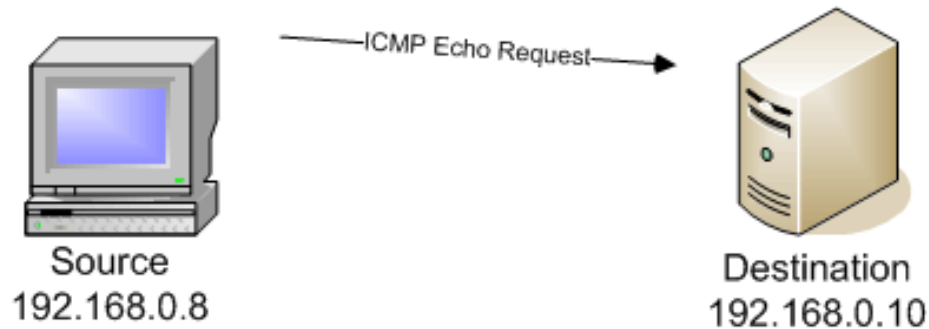 ICMP Echo Request
Source
192.168.0.8
Destination
192.168.0.10